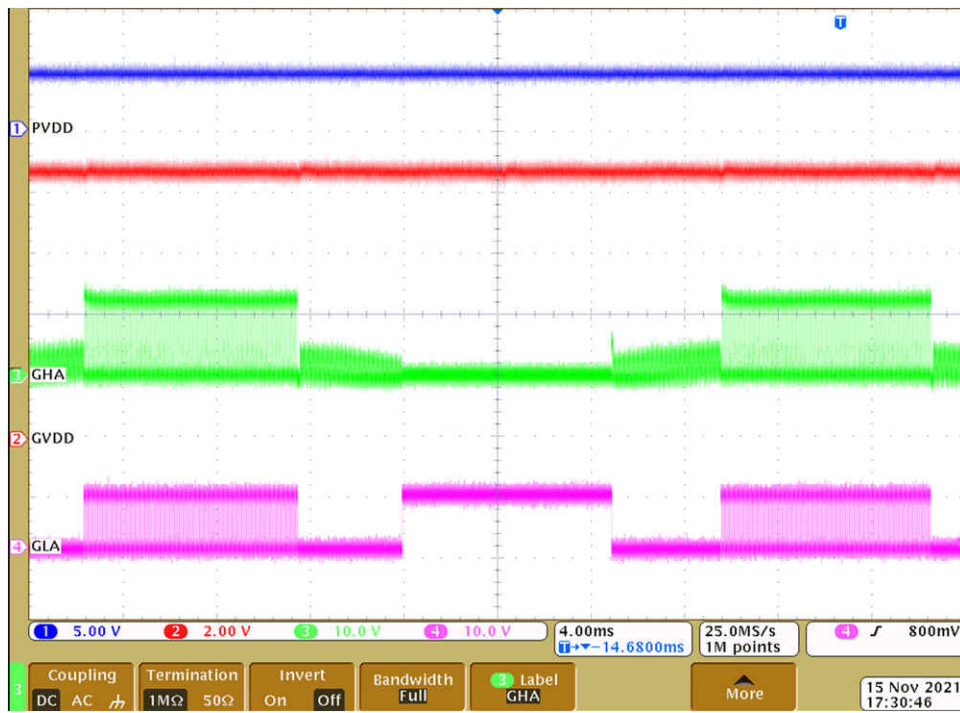 T
1 PVDD
3 GHA
2 GVDD
4 GLA
1 5.00 V 2 2.00 V 3 10.0 V 4 10.0 V
4.00ms
T→▼−14.6800ms
25.0MS/s
1M points
4 800mV
3
Coupling
DC AC
Termination
1MΩ 50Ω
Invert
On Off
Bandwidth
Full
3 Label
GHA
More
15 Nov 2021
17:30:46